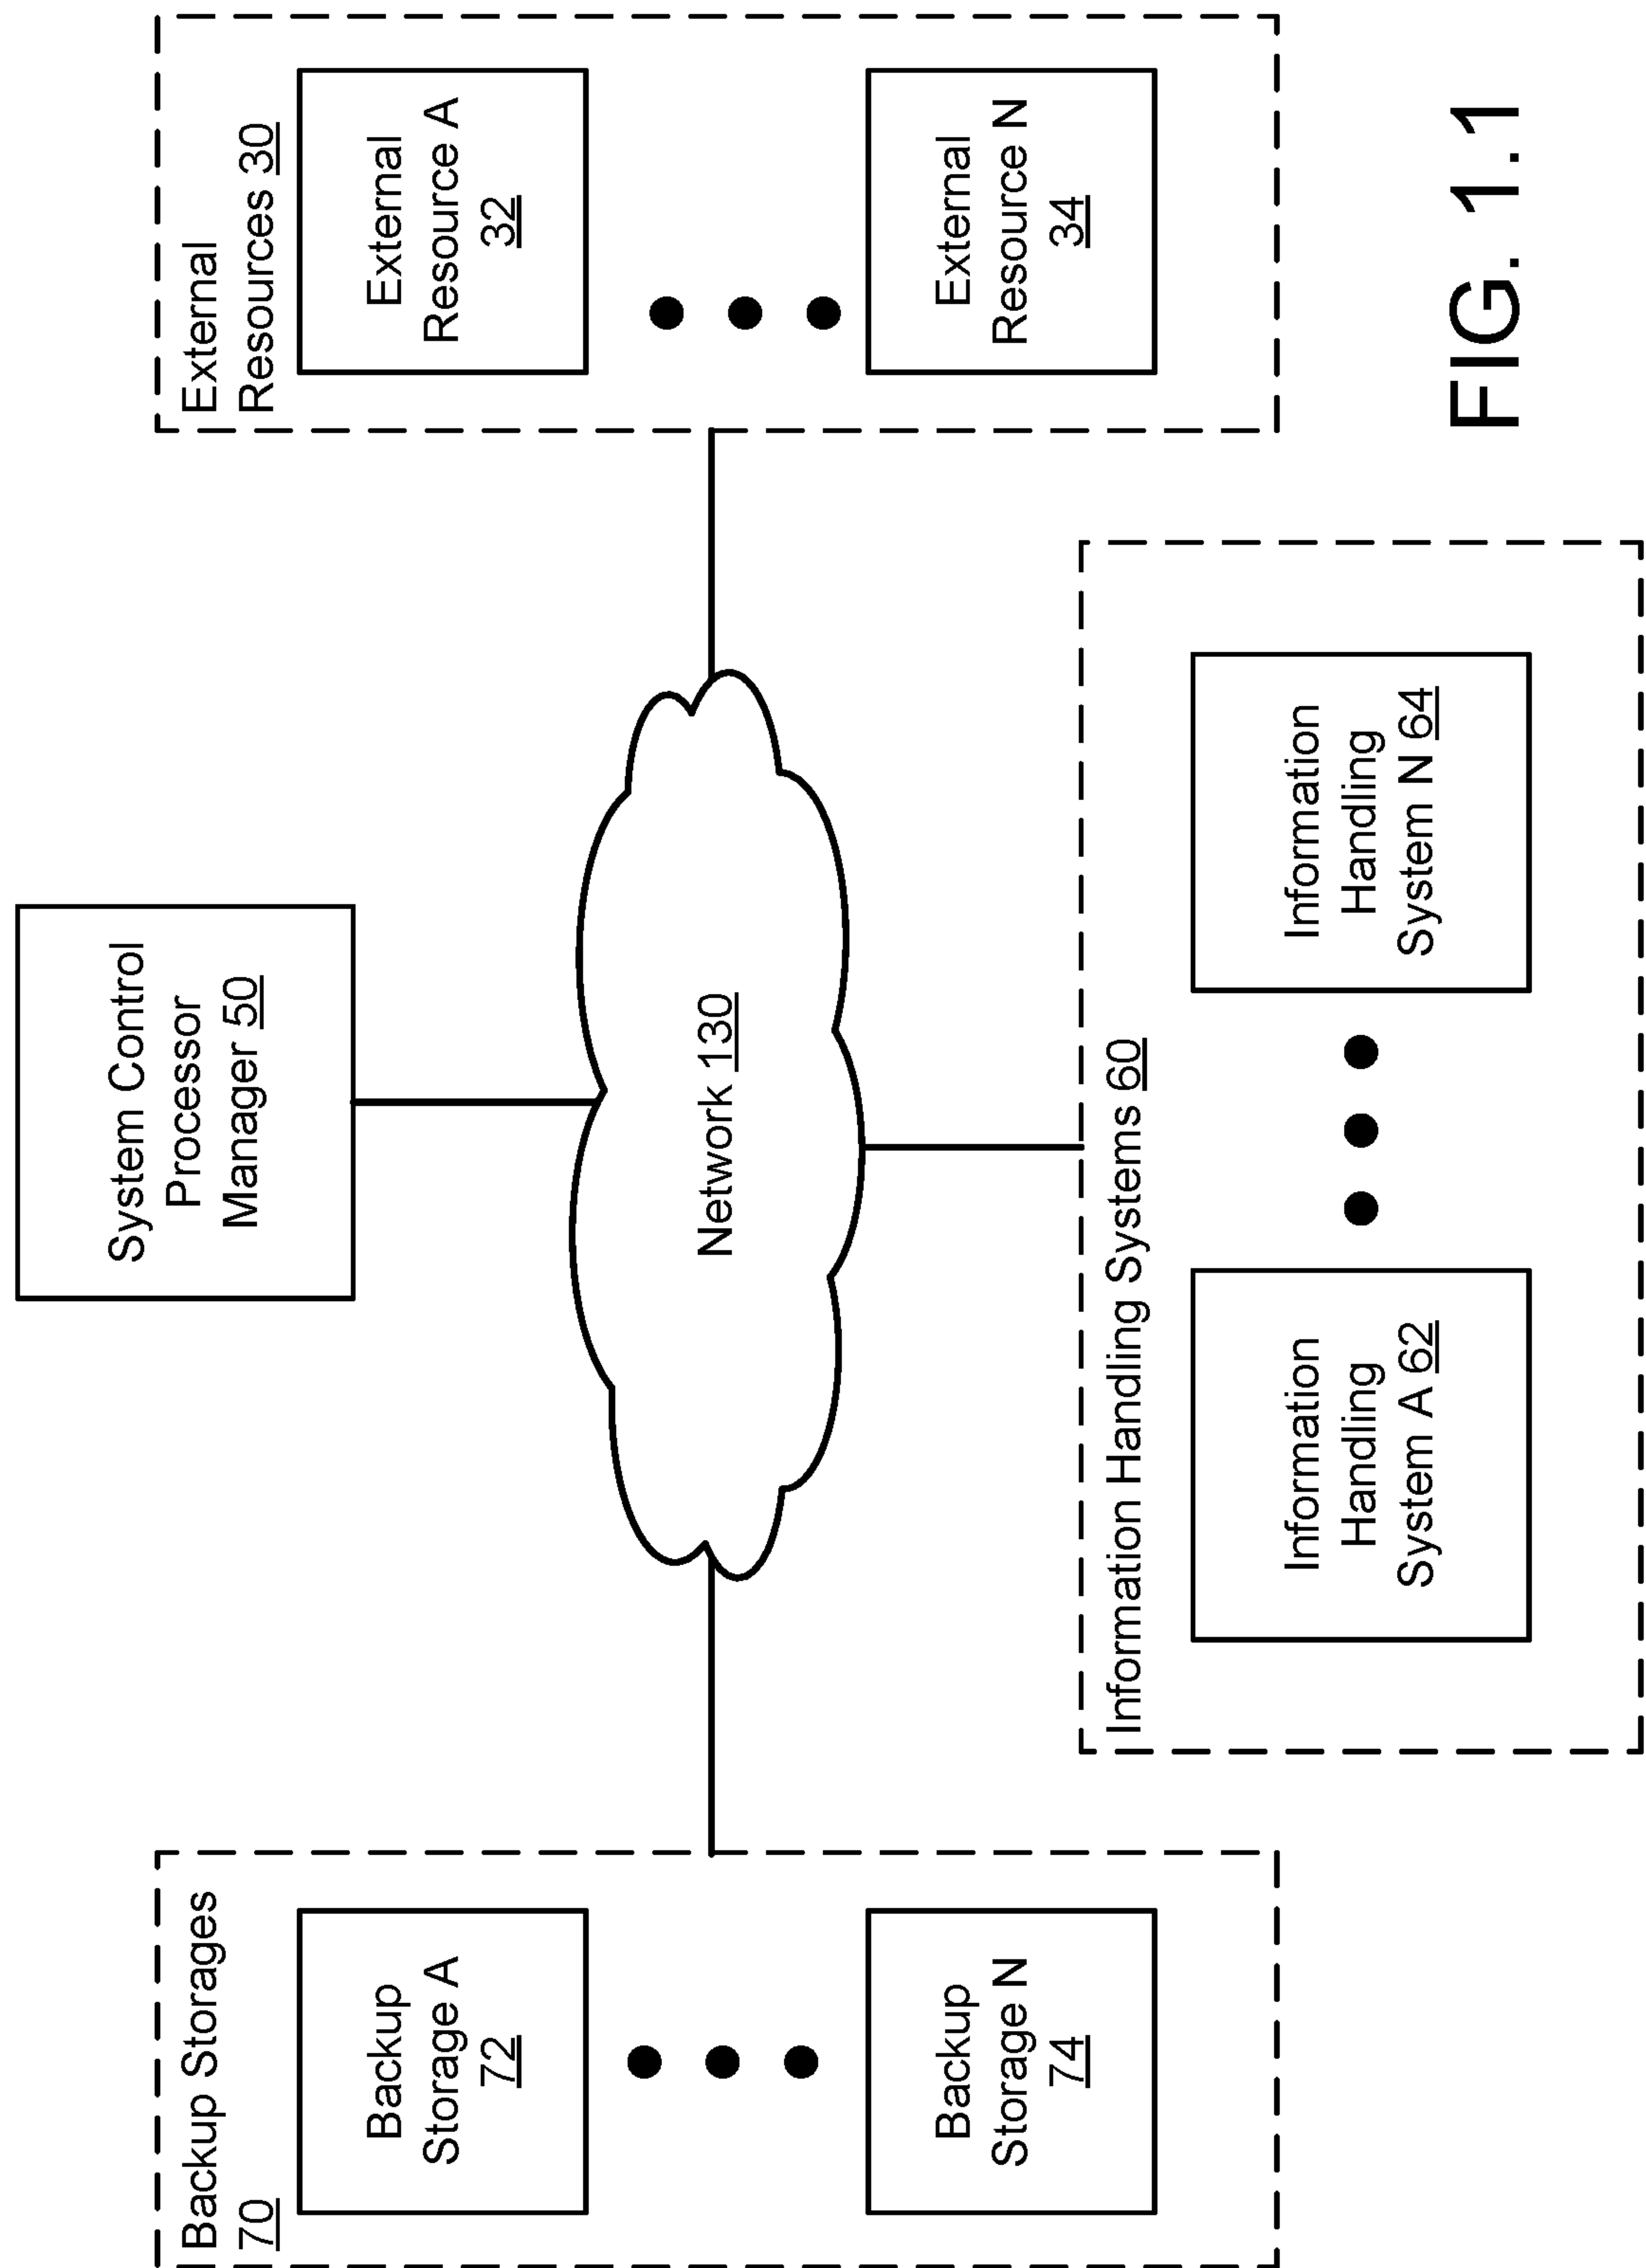 System Control
Processor
Manager 50
Backup Storages
70
Backup
Storage A
72
Backup
Storage N
74
Network 130
External
Resources 30
External
Resource A
32
External
Resource N
34
Information Handling Systems 60
Information
Handling
System A 62
Information
Handling
System N 64
FIG. 1.1